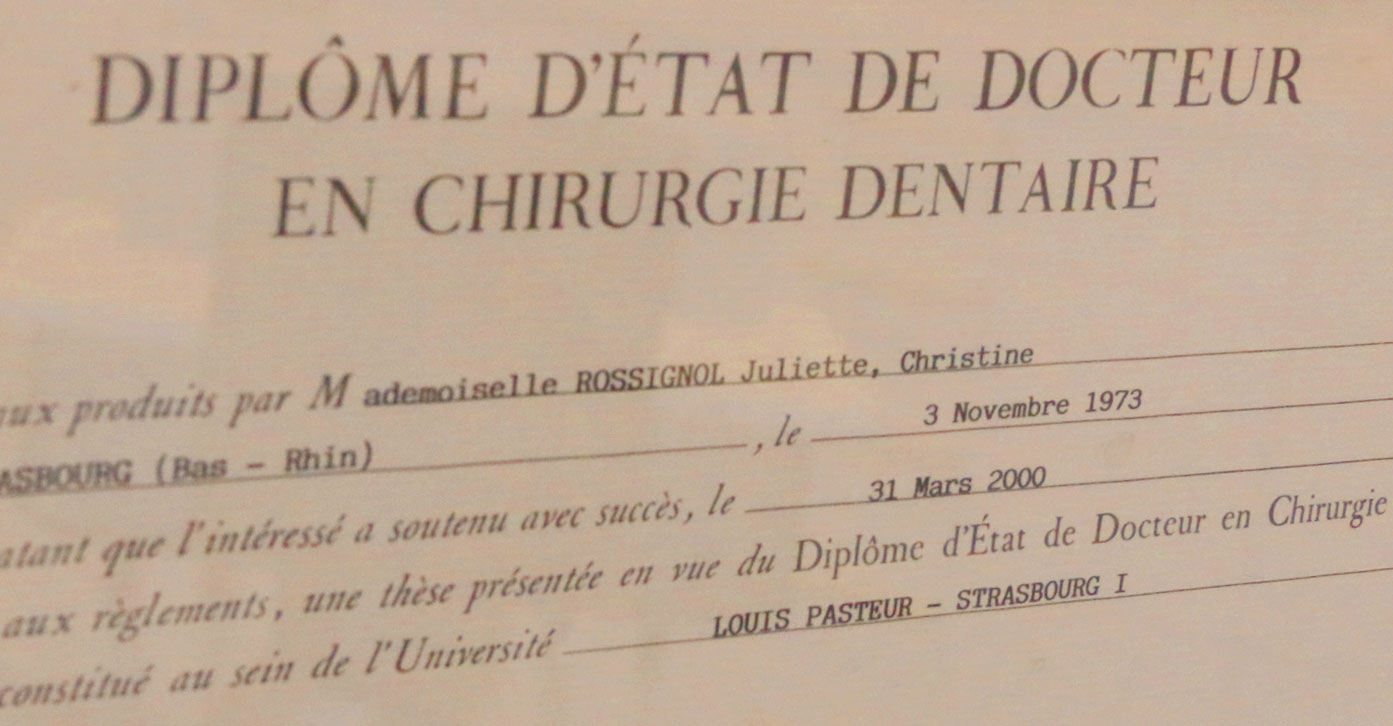 DIPLÔME D'ÉTAT DE DOCTEUR
EN CHIRURGIE DENTAIRE
aux produits par M ademoiselle ROSSIGNOL Juliette, Christine
ASBOURG (Bas - Rhin) , le 3 Novembre 1973
atant que l'intéressé a soutenu avec succès, le 31 Mars 2000
aux règlements, une thèse présentée en vue du Diplôme d'État de Docteur en Chirurgie
constitué au sein de l'Université LOUIS PASTEUR - STRASBOURG I